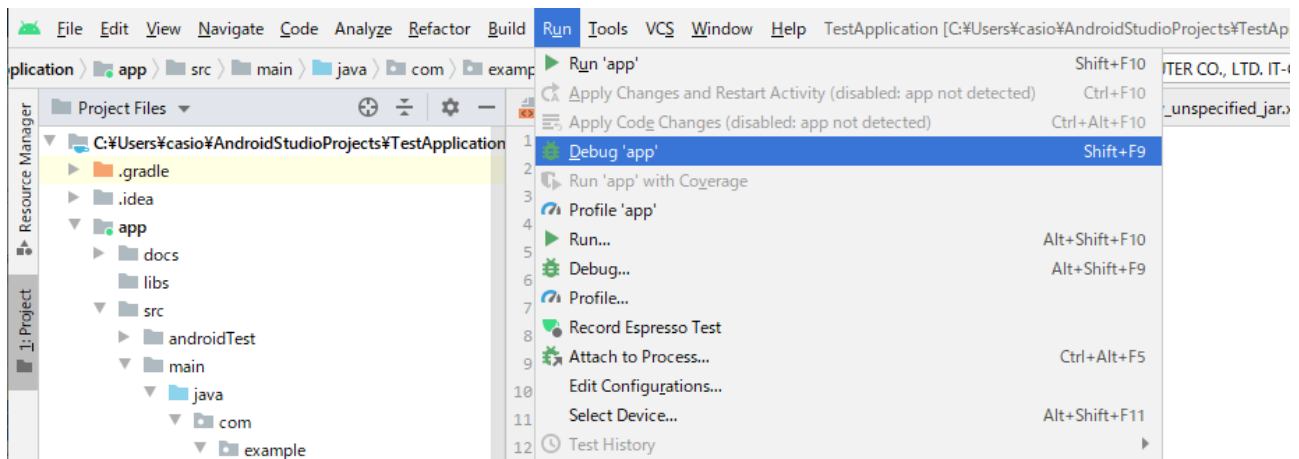 File Edit View Navigate Code Analyze Refactor Build Run Tools VCS Window Help TestApplication [C:¥Users¥casio¥AndroidStudioProjects¥TestAp
plication app src main java com examp
TER CO., LTD. IT-
Project Files
_unspecified_jar.x
Resource Manager
1: Project
C:¥Users¥casio¥AndroidStudioProjects¥TestApplication
.gradle
.idea
app
docs
libs
src
androidTest
main
java
com
example
1
2
3
4
5
6
7
8
9
10
11
12
Run 'app' Shift+F10
Apply Changes and Restart Activity (disabled: app not detected) Ctrl+F10
Apply Code Changes (disabled: app not detected) Ctrl+Alt+F10
Debug 'app' Shift+F9
Run 'app' with Coverage
Profile 'app'
Run... Alt+Shift+F10
Debug... Alt+Shift+F9
Profile...
Record Espresso Test
Attach to Process... Ctrl+Alt+F5
Edit Configurations...
Select Device... Alt+Shift+F11
Test History